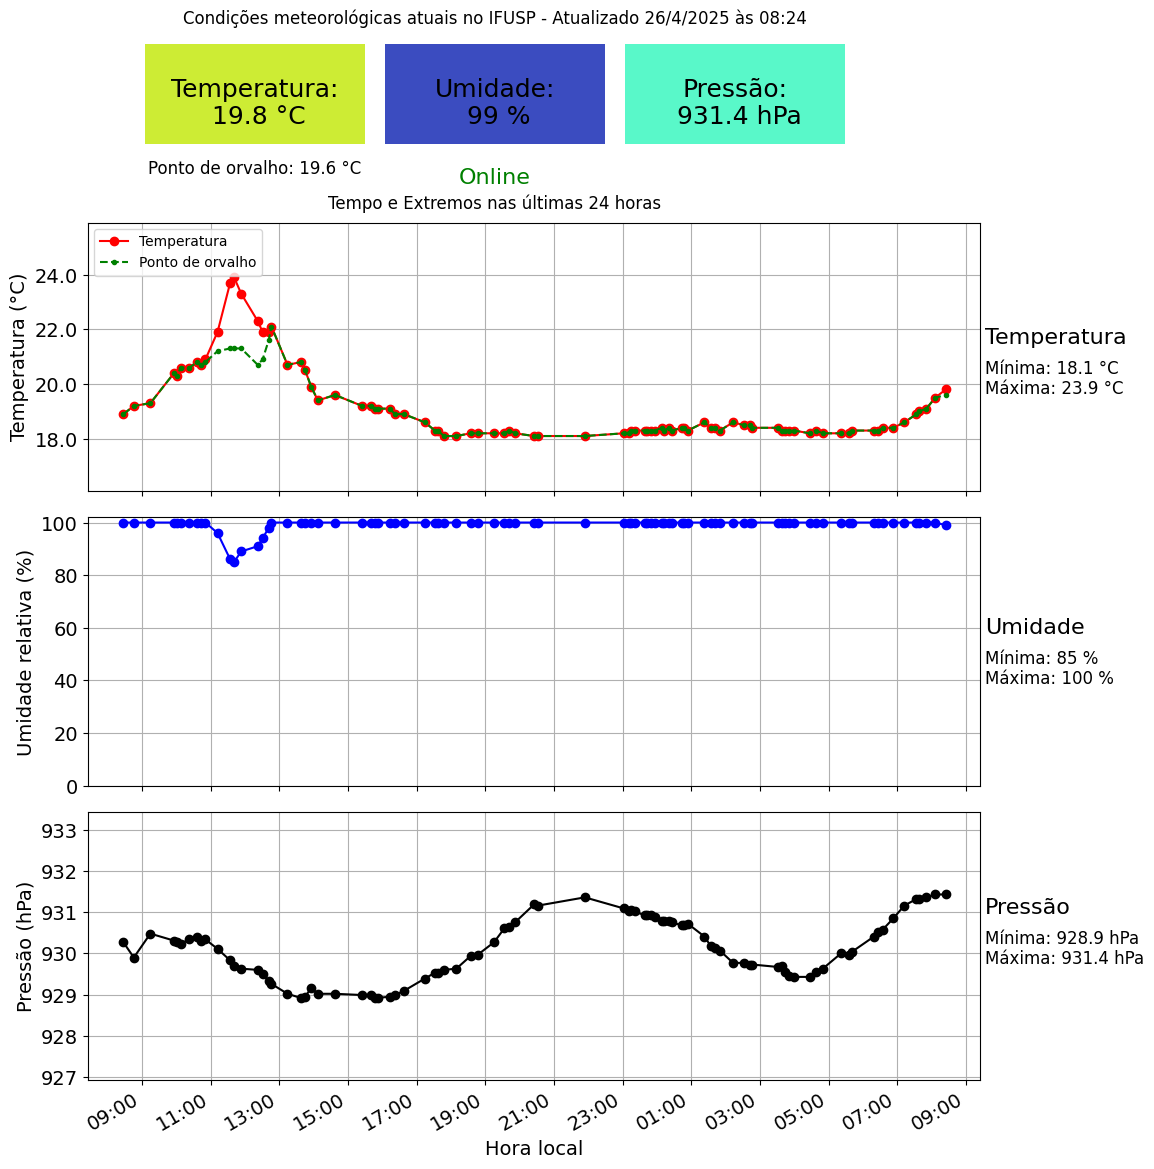 Condições meteorológicas atuais no IFUSP - Atualizado 26/4/2025 às 08:24
Temperatura:
19.8 °C
Umidade:
99 %
Pressão:
931.4 hPa
Ponto de orvalho: 19.6 °C
Online
Tempo e Extremos nas últimas 24 horas
Temperatura
Ponto de orvalho
Temperatura (°C)
24.0
22.0
20.0
18.0
Temperatura
Mínima: 18.1 °C
Máxima: 23.9 °C
Umidade relativa (%)
100
80
60
40
20
0
Umidade
Mínima: 85 %
Máxima: 100 %
Pressão (hPa)
933
932
931
930
929
928
927
Pressão
Mínima: 928.9 hPa
Máxima: 931.4 hPa
09:00 11:00 13:00 15:00 17:00 19:00 21:00 23:00 01:00 03:00 05:00 07:00 09:00
Hora local